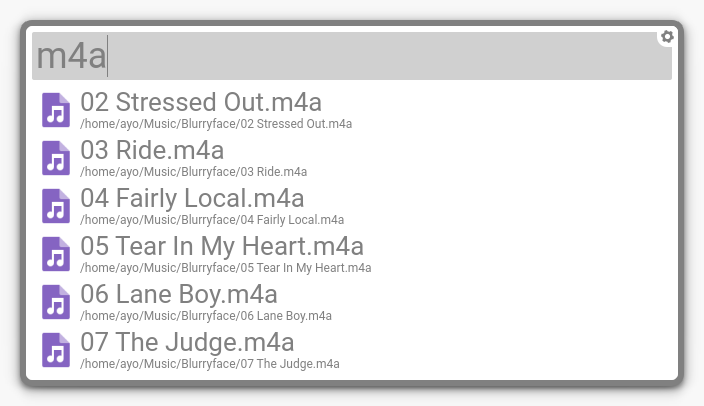 m4a
02 Stressed Out.m4a
/home/ayo/Music/Blurryface/02 Stressed Out.m4a
03 Ride.m4a
/home/ayo/Music/Blurryface/03 Ride.m4a
04 Fairly Local.m4a
/home/ayo/Music/Blurryface/04 Fairly Local.m4a
05 Tear In My Heart.m4a
/home/ayo/Music/Blurryface/05 Tear In My Heart.m4a
06 Lane Boy.m4a
/home/ayo/Music/Blurryface/06 Lane Boy.m4a
07 The Judge.m4a
/home/ayo/Music/Blurryface/07 The Judge.m4a